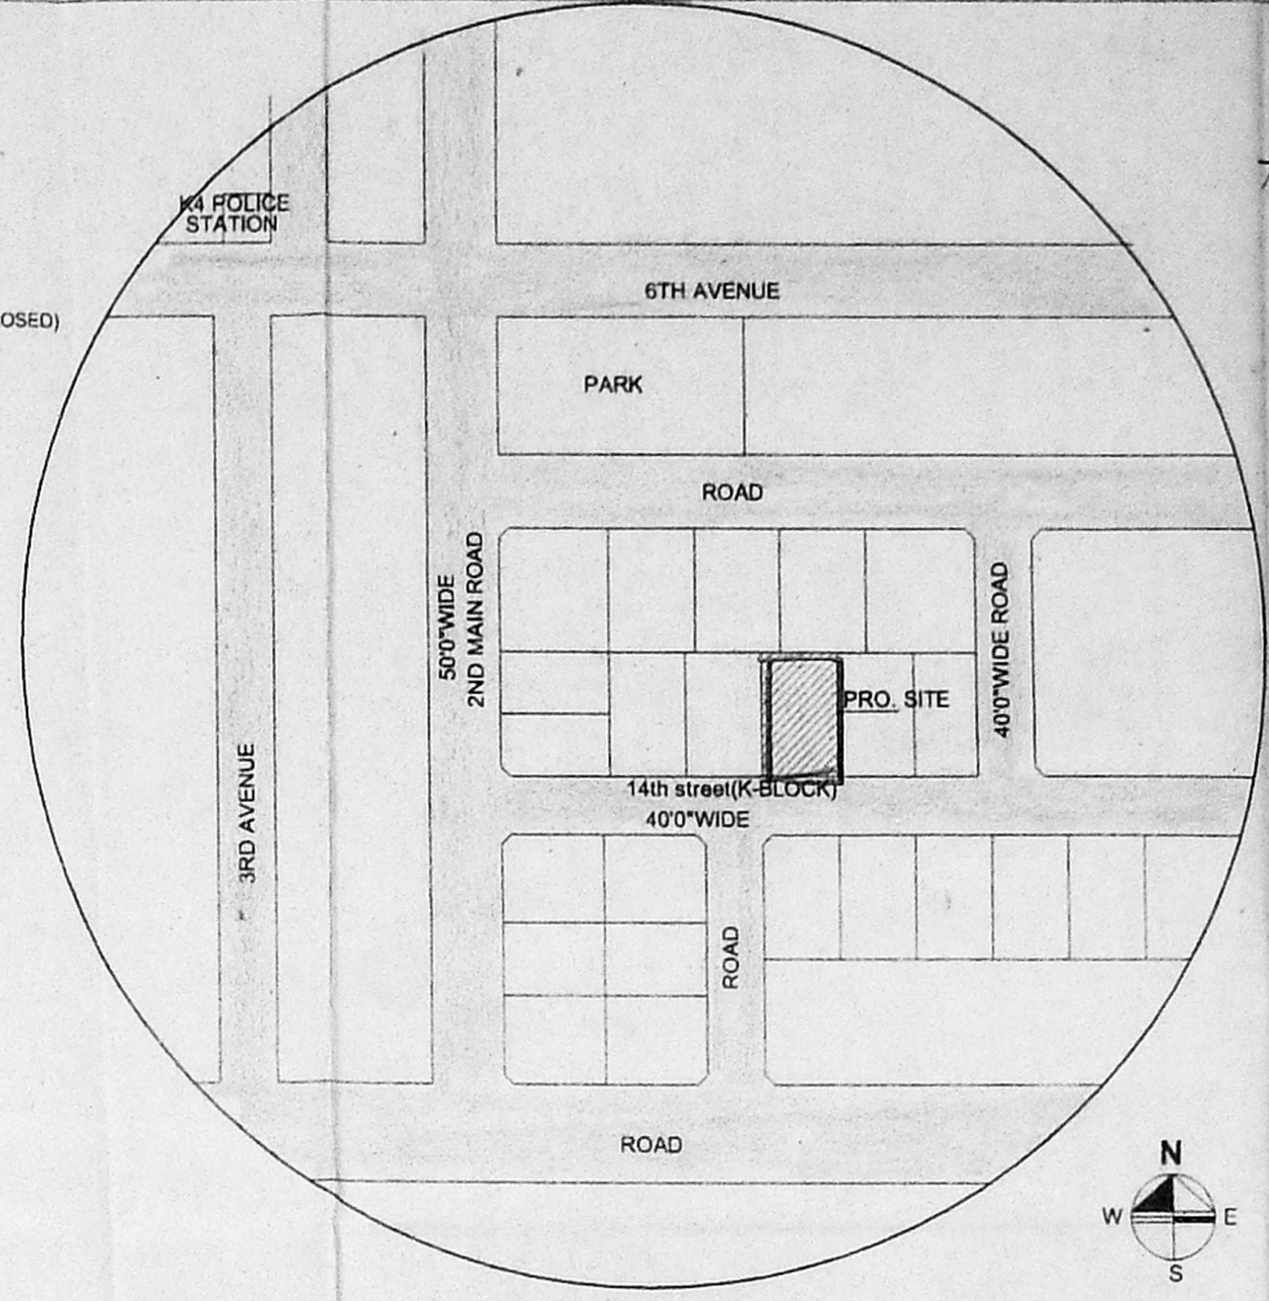 K4 POLICE
STATION
6TH AVENUE
OSED)
PARK
ROAD
50'0"WIDE
2ND MAIN ROAD
40'0"WIDE ROAD
PRO. SITE
3RD AVENUE
14th street(K-BLOCK)
40'0"WIDE
ROAD
ROAD
N
W
E
S